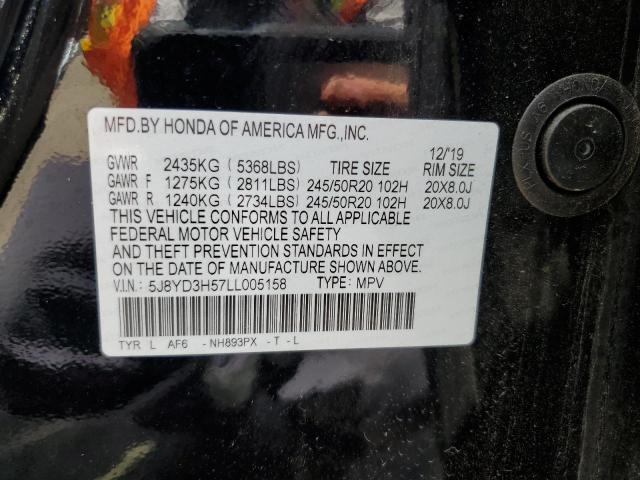 MFD.BY HONDA OF AMERICA MFG.,INC.
12/'19
GVWR 2435KG ( 5368LBS) TIRE SIZE RIM SIZE
GAWR F 1275KG ( 2811LBS) 245/50R20 102H 20X8.0J
GAWR R 1240KG ( 2734LBS) 245/50R20 102H 20X8.0J
THIS VEHICLE CONFORMS TO ALL APPLICABLE
FEDERAL MOTOR VEHICLE SAFETY
AND THEFT PREVENTION STANDARDS IN EFFECT
ON THE DATE OF MANUFACTURE SHOWN ABOVE.
V.I.N.: 5J8YD3H57LL005158 TYPE: MPV
TYR L AF6 -NH893PX -T-L